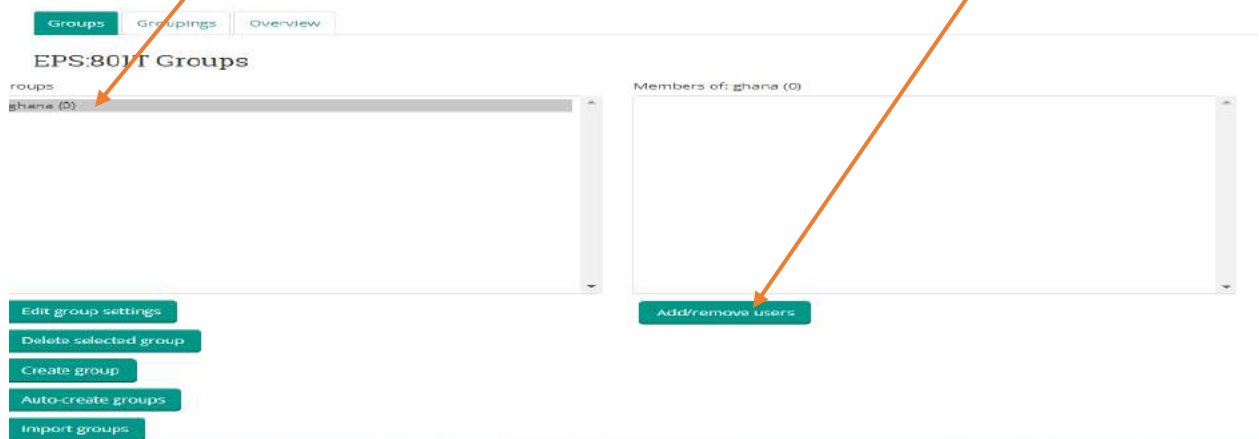 Groups Groupings Overview
EPS:801T Groups
roups
ghana (0)
Members of: ghana (0)
Edit group settings
Add/remove users
Delete selected group
Create group
Auto-create groups
Import groups